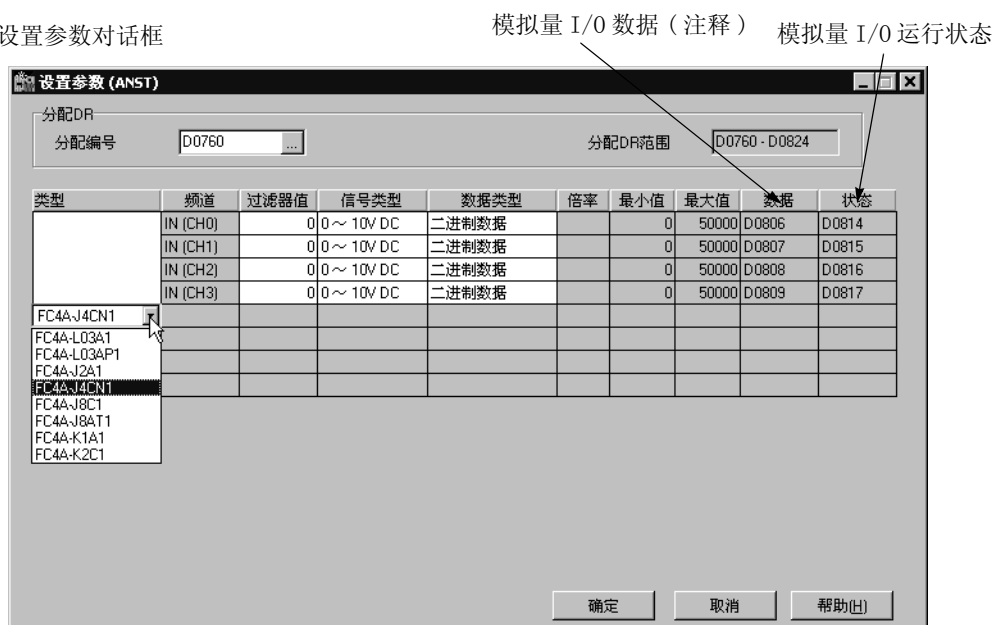 设置参数对话框
模拟量 I/O 数据 ( 注释 )
模拟量 I/O 运行状态
设置参数 (ANST)
分配DR
分配编号 D0760 ... 分配DR范围 D0760 - D0824
类型 频道 过滤器值 信号类型 数据类型 倍率 最小值 最大值 数据 状态
IN (CH0) 0 0～ 10V DC 二进制数据 0 50000 D0806 D0814
IN (CH1) 0 0～ 10V DC 二进制数据 0 50000 D0807 D0815
IN (CH2) 0 0～ 10V DC 二进制数据 0 50000 D0808 D0816
IN (CH3) 0 0～ 10V DC 二进制数据 0 50000 D0809 D0817
FC4A-J4CN1
FC4A-L03A1
FC4A-L03AP1
FC4A-J2A1
FC4A-J4CN1
FC4A-J8C1
FC4A-J8AT1
FC4A-K1A1
FC4A-K2C1
确定 取消 帮助(H)